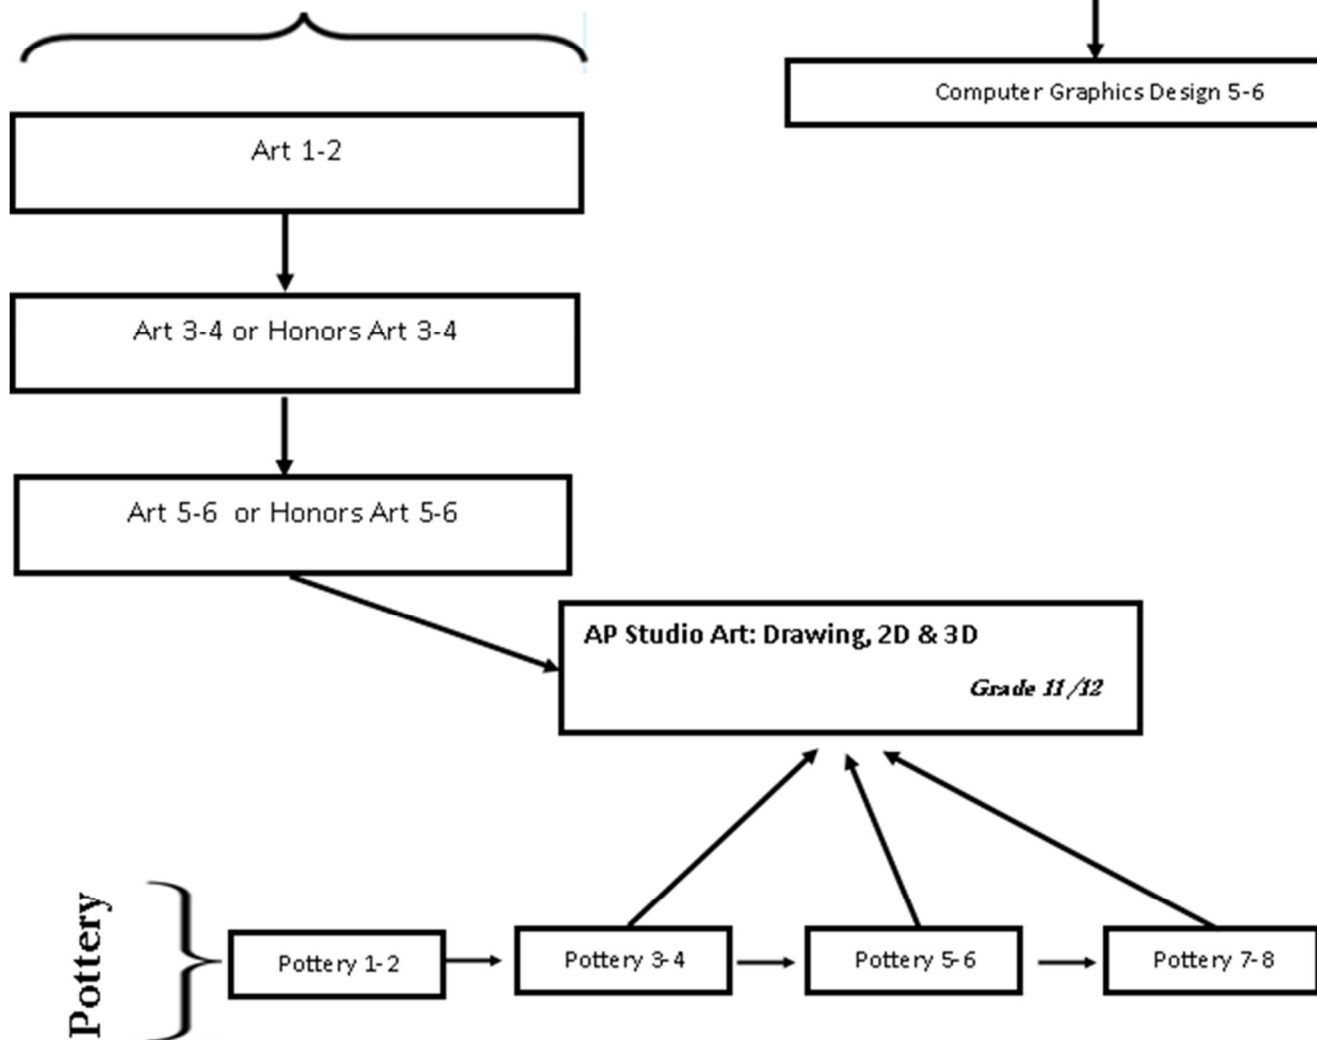 Computer Graphics Design 5-6
Art 1-2
Art 3-4 or Honors Art 3-4
Art 5-6 or Honors Art 5-6
AP Studio Art: Drawing, 2D & 3D
Grade 11/12
Pottery
Pottery 1-2
Pottery 3-4
Pottery 5-6
Pottery 7-8